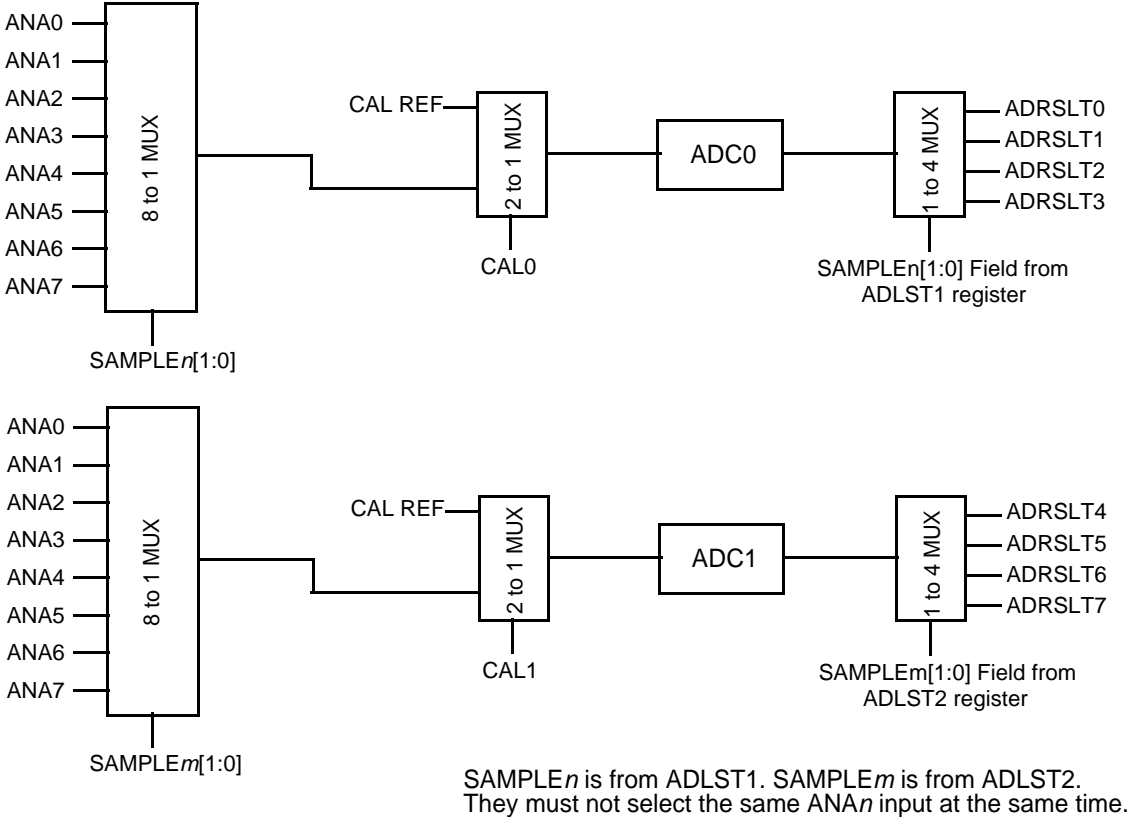 ANA0
ANA1
ANA2
ANA3
ANA4
ANA5
ANA6
ANA7
8 to 1 MUX
SAMPLEn[1:0]
CAL REF
2 to 1 MUX
CAL0
ADC0
1 to 4 MUX
ADRSLT0
ADRSLT1
ADRSLT2
ADRSLT3
SAMPLEn[1:0] Field from
ADLST1 register
ANA0
ANA1
ANA2
ANA3
ANA4
ANA5
ANA6
ANA7
8 to 1 MUX
SAMPLEm[1:0]
CAL REF
2 to 1 MUX
CAL1
ADC1
1 to 4 MUX
ADRSLT4
ADRSLT5
ADRSLT6
ADRSLT7
SAMPLEm[1:0] Field from
ADLST2 register
SAMPLEn is from ADLST1. SAMPLEm is from ADLST2.
They must not select the same ANAn input at the same time.